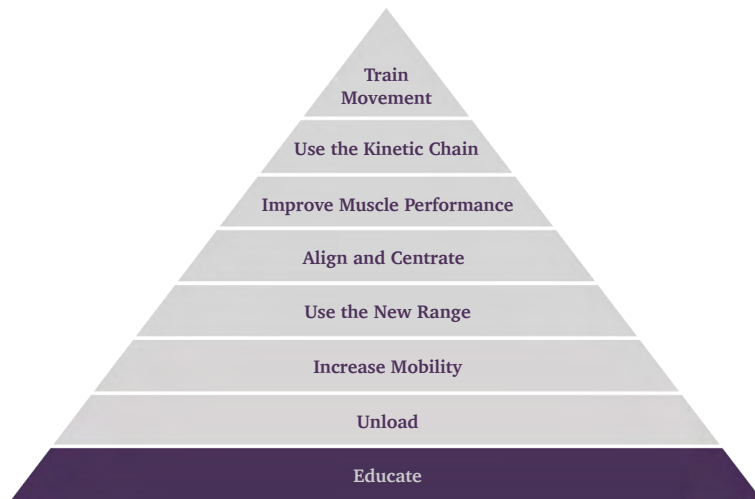 Train
Movement
Use the Kinetic Chain
Improve Muscle Performance
Align and Centrate
Use the New Range
Increase Mobility
Unload
Educate